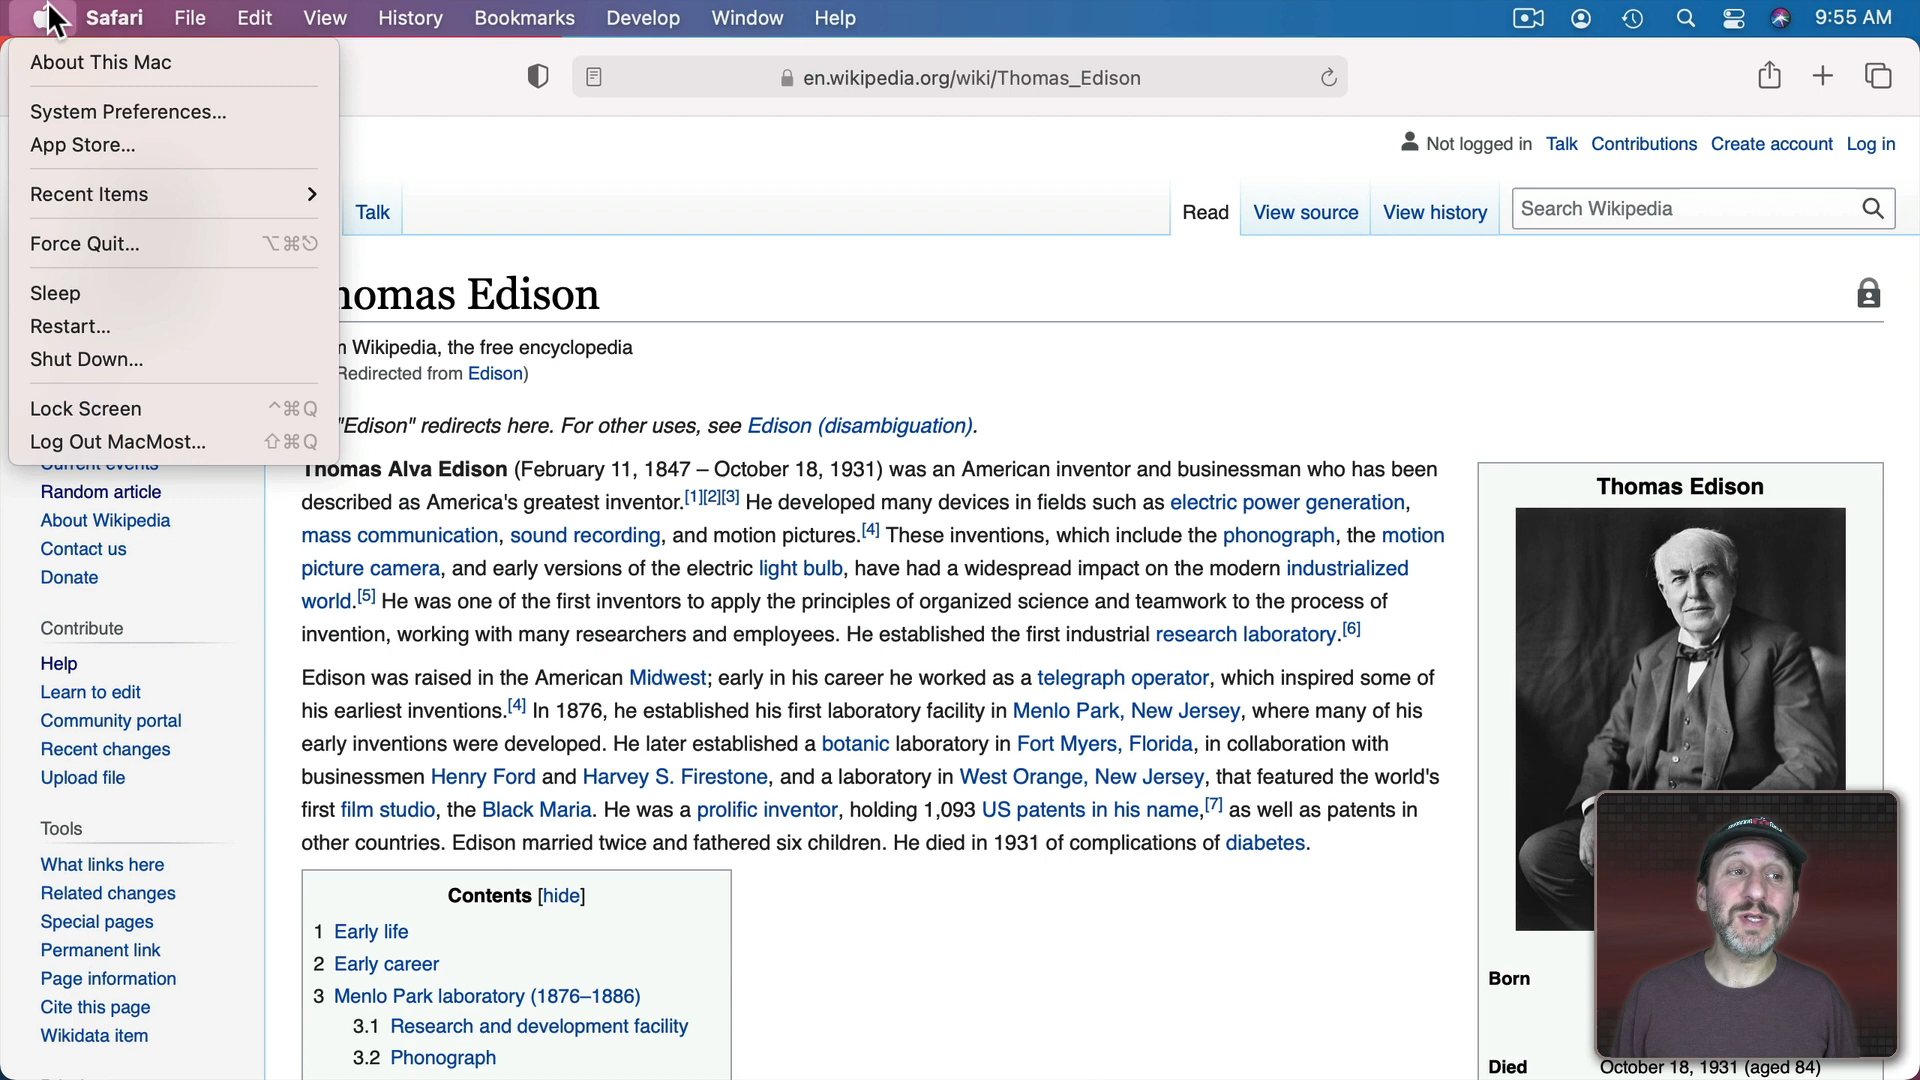 Safari File Edit View History Bookmarks Develop Window Help 9:55 AM
About This Mac
System Preferences...
App Store...
Recent Items
Force Quit... ⌥⌘⎋
Sleep
Restart...
Shut Down...
Lock Screen ^⌘Q
Log Out MacMost... ⇧⌘Q
en.wikipedia.org/wiki/Thomas_Edison
Not logged in Talk Contributions Create account Log in
Talk Read View source View history Search Wikipedia
homas Edison
n Wikipedia, the free encyclopedia
Redirected from Edison)
"Edison" redirects here. For other uses, see Edison (disambiguation).
Current events
Random article
About Wikipedia
Contact us
Donate
Contribute
Help
Learn to edit
Community portal
Recent changes
Upload file
Tools
What links here
Related changes
Special pages
Permanent link
Page information
Cite this page
Wikidata item
Thomas Alva Edison (February 11, 1847 – October 18, 1931) was an American inventor and businessman who has been
described as America's greatest inventor.[1][2][3] He developed many devices in fields such as electric power generation,
mass communication, sound recording, and motion pictures.[4] These inventions, which include the phonograph, the motion
picture camera, and early versions of the electric light bulb, have had a widespread impact on the modern industrialized
world.[5] He was one of the first inventors to apply the principles of organized science and teamwork to the process of
invention, working with many researchers and employees. He established the first industrial research laboratory.[6]
Edison was raised in the American Midwest; early in his career he worked as a telegraph operator, which inspired some of
his earliest inventions.[4] In 1876, he established his first laboratory facility in Menlo Park, New Jersey, where many of his
early inventions were developed. He later established a botanic laboratory in Fort Myers, Florida, in collaboration with
businessmen Henry Ford and Harvey S. Firestone, and a laboratory in West Orange, New Jersey, that featured the world's
first film studio, the Black Maria. He was a prolific inventor, holding 1,093 US patents in his name,[7] as well as patents in
other countries. Edison married twice and fathered six children. He died in 1931 of complications of diabetes.
Contents [hide]
1 Early life
2 Early career
3 Menlo Park laboratory (1876–1886)
3.1 Research and development facility
3.2 Phonograph
Thomas Edison
Born
Died October 18, 1931 (aged 84)